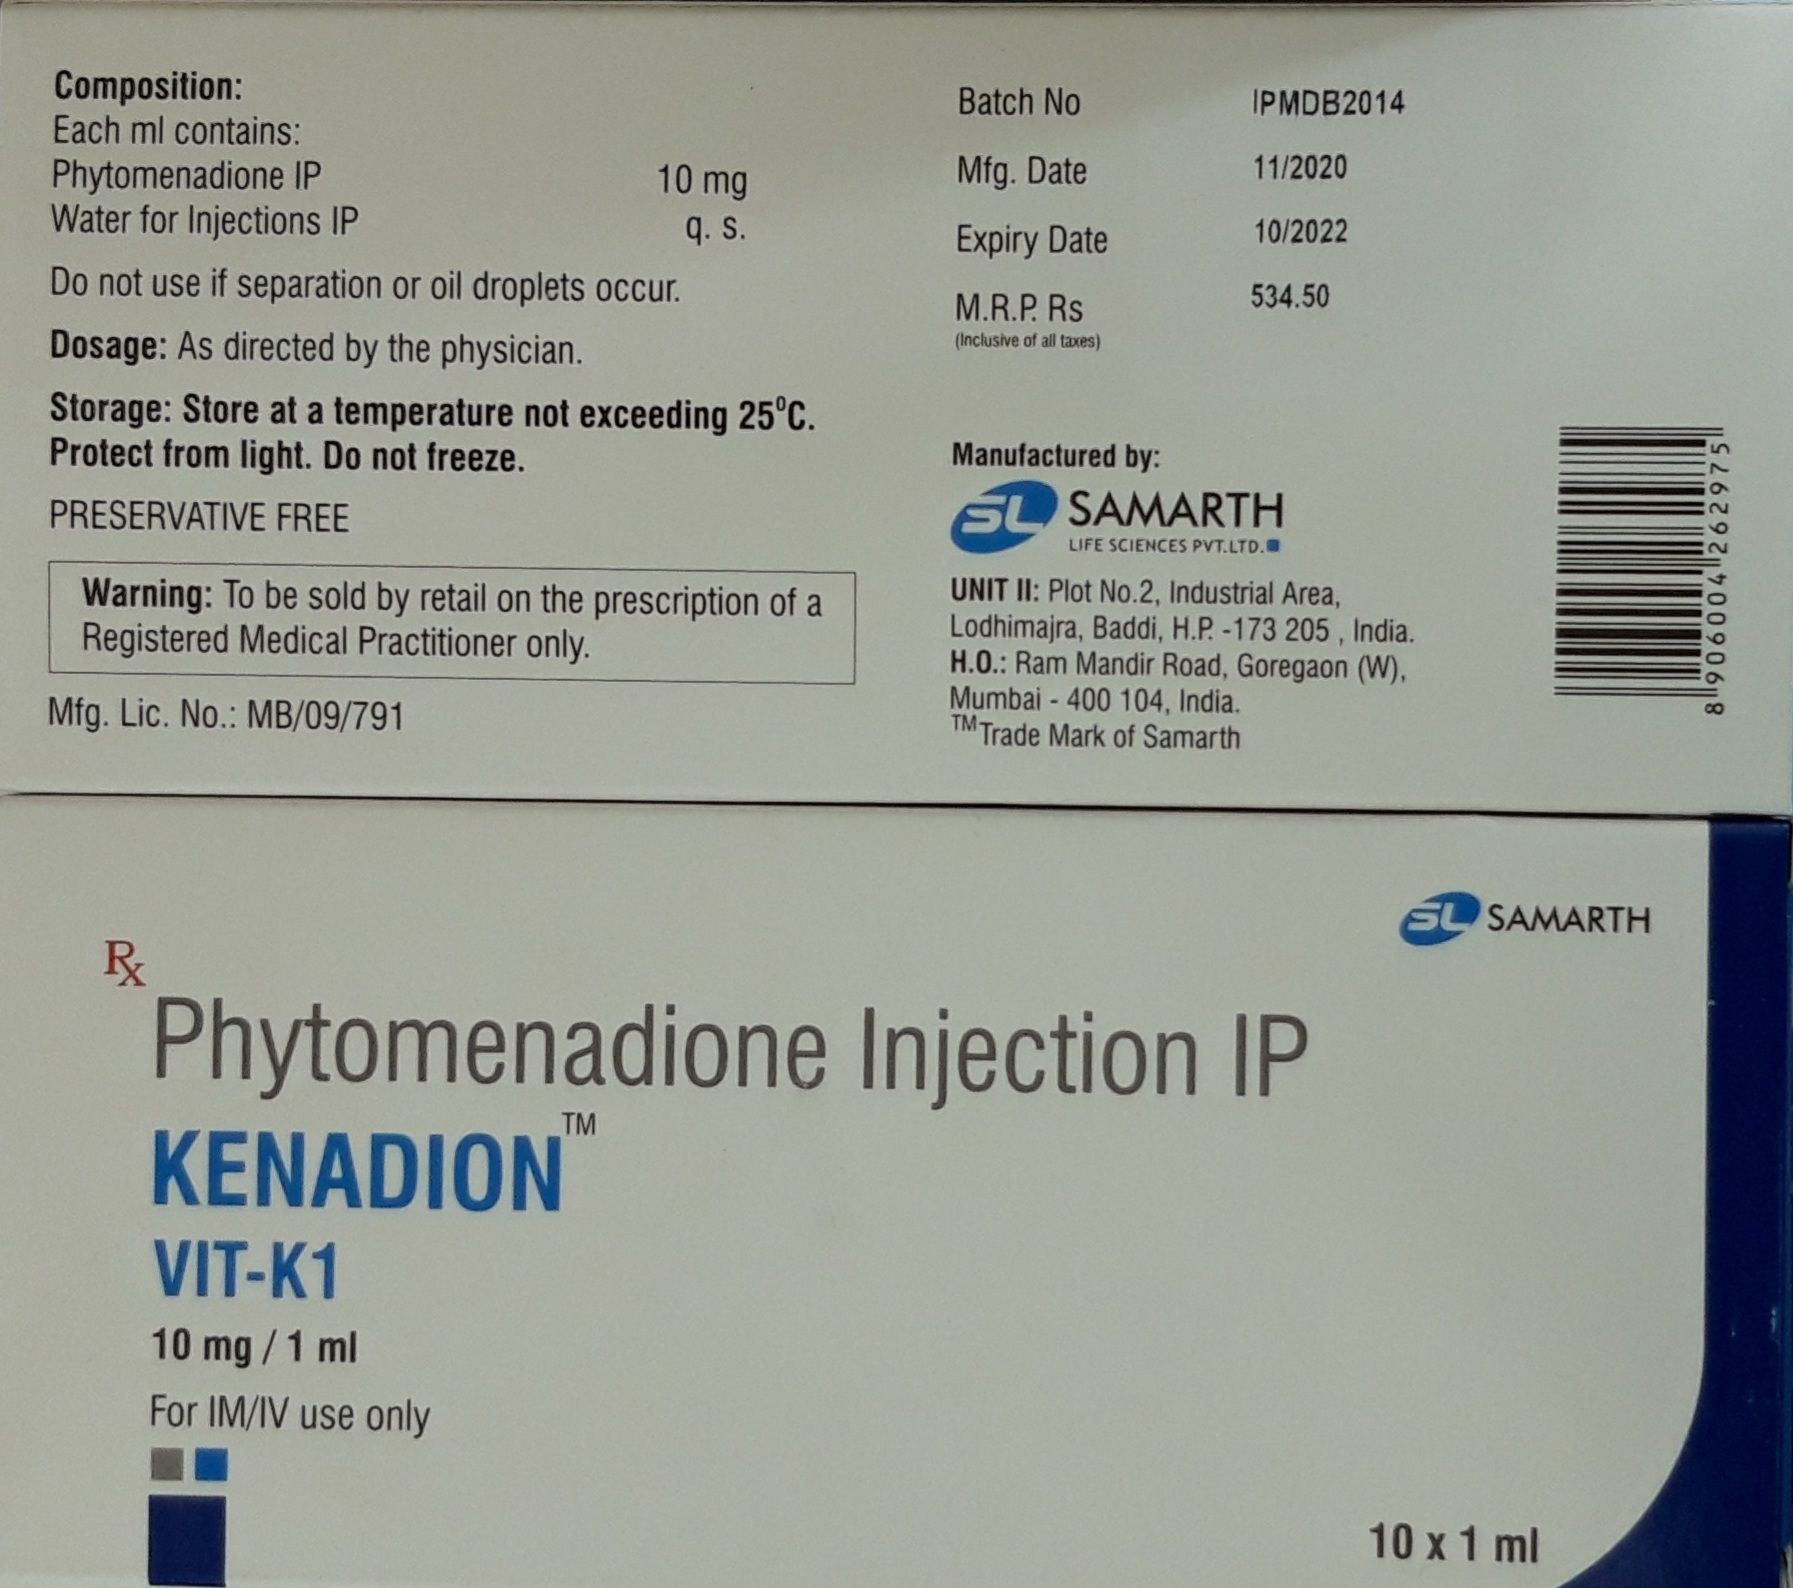 Composition:
Each ml contains:
Phytomenadione IP 10 mg
Water for Injections IP q. s.
Do not use if separation or oil droplets occur.
Dosage: As directed by the physician.
Storage: Store at a temperature not exceeding 25⁰C.
Protect from light. Do not freeze.
PRESERVATIVE FREE
Warning: To be sold by retail on the prescription of a
Registered Medical Practitioner only.
Mfg. Lic. No.: MB/09/791
Batch No IPMDB2014
Mfg. Date 11/2020
Expiry Date 10/2022
M.R.P. Rs 534.50
(Inclusive of all taxes)
Manufactured by:
SL SAMARTH
LIFE SCIENCES PVT.LTD.
UNIT II: Plot No.2, Industrial Area,
Lodhimajra, Baddi, H.P. -173 205 , India.
H.O.: Ram Mandir Road, Goregaon (W),
Mumbai - 400 104, India.
™Trade Mark of Samarth
8 906004 262975
SL SAMARTH
Rx
Phytomenadione Injection IP
KENADION™
VIT-K1
10 mg / 1 ml
For IM/IV use only
10 x 1 ml